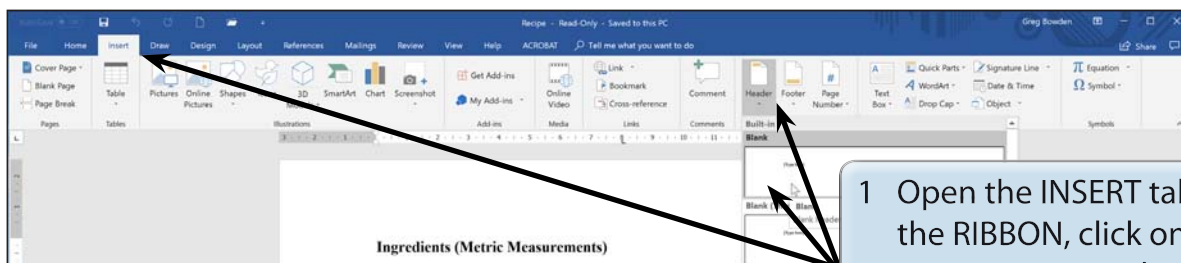 Recipe - Read-Only - Saved to this PC
Greg Bowden
File Home Insert Draw Design Layout References Mailings Review View Help ACROBAT Tell me what you want to do
Share
Cover Page
Blank Page
Page Break
Pages
Table
Tables
Pictures
Online Pictures
Shapes
3D
SmartArt
Chart
Screenshot
Illustrations
Get Add-ins
My Add-ins
Add-ins
Online Video
Media
Link
Bookmark
Cross-reference
Links
Comment
Comments
Header
Footer
Page Number
Text Box
Quick Parts
WordArt
Drop Cap
Signature Line
Date & Time
Object
Equation
Symbol
Symbols
Built-in
Blank
Blank
Ingredients (Metric Measurements)
1 Open the INSERT
the RIBBON, click